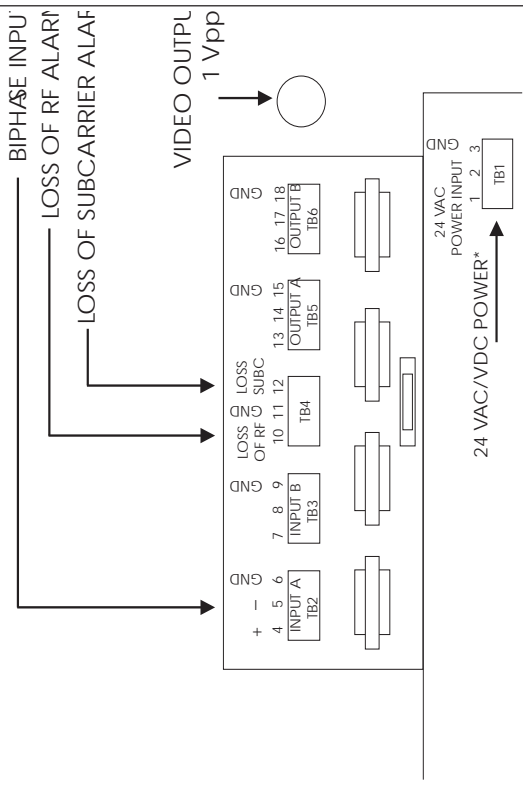 BIPHASE INPU
LOSS OF RF ALARM
LOSS OF SUBCARRIER ALAR
VIDEO OUTPU
1 Vpp
+ – GND
4 5 6
INPUT A
TB2
GND
7 8 9
INPUT B
TB3
LOSS
OF RF
GND
LOSS
SUBC
10 11 12
TB4
GND
13 14 15
OUTPUT A
TB5
GND
16 17 18
OUTPUT B
TB6
24 VAC
POWER INPUT
GND
1 2 3
TB1
24 VAC/VDC POWER*